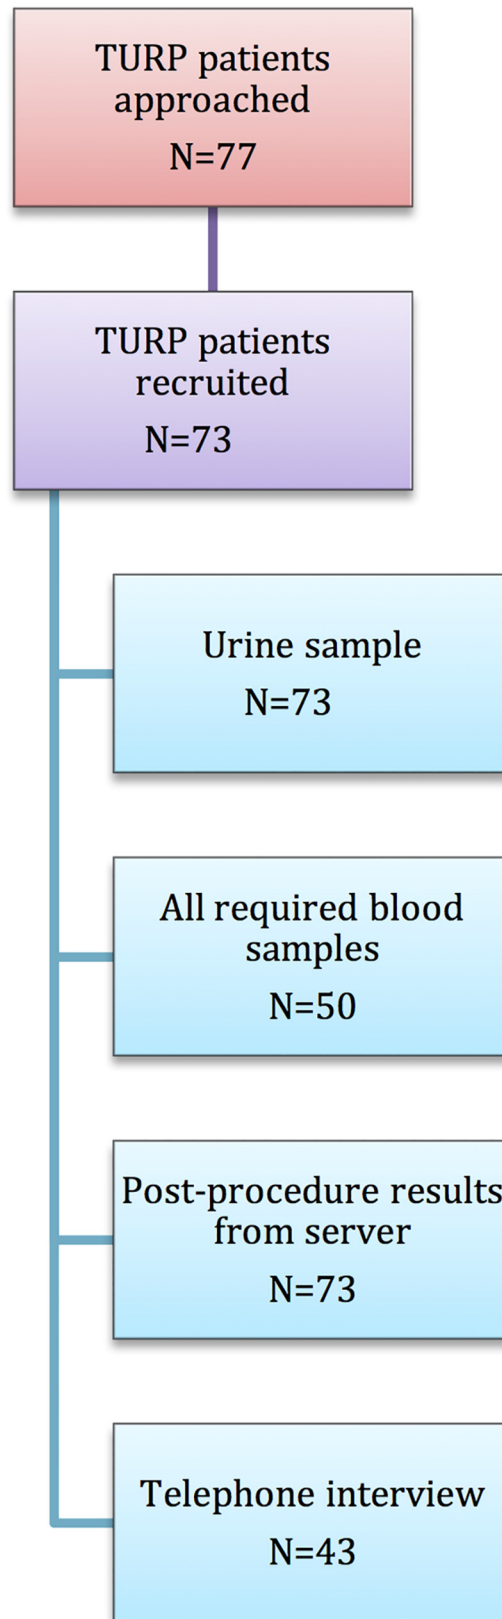 TURP patients
approached
N=77
TURP patients
recruited
N=73
Urine sample
N=73
All required blood
samples
N=50
Post-procedure results
from server
N=73
Telephone interview
N=43